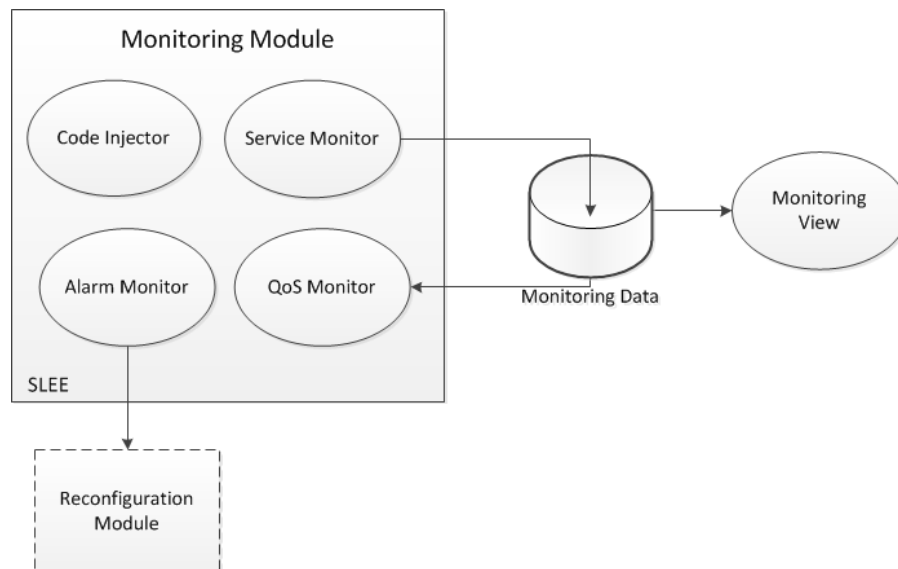 Monitoring Module
Code Injector
Service Monitor
Monitoring
View
Alarm Monitor
QoS Monitor
Monitoring Data
SLEE
Reconfiguration
Module